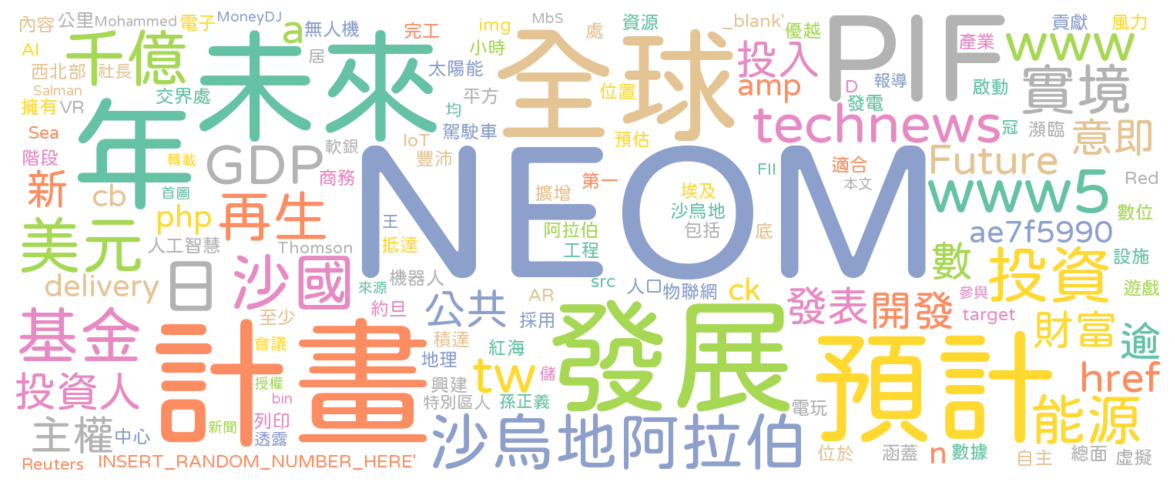 內容 公里 Mohammed 電子 MoneyDJ 無人機 完工 img MbS 處 資源 _blank' 優越 貢獻 風力
AI 千億 a 未來 居 小時 全球 投入 PIF 產業 www
西北部 社長 太陽能 位置 amp D 報導 啟動 實境
Salman 交界處 平方 發電
擁有 VR 年 均 駕駛車 technews 冠 瀕臨 意即
Sea IoT 預估
階段 轉載 GDP 軟銀 豐沛 FII 適合 Future
新 cb 首圖 商務 NEOM 擴增 第一 埃及 本文 www5 Red
php 再生 王 阿拉伯 沙烏地 數位
美元 人工智慧 Thomson 抵達 工程 包括 底 ae7f5990
delivery 日 沙國 來源 機器人 src 人口 物聯網 ck 數 投資 設施
約旦 公共 AR 發表 開發 參與 遊戲
基金 至少 採用 發展 target 財富 逾
計畫 會議 積達 紅海 預計
投資人 授權 地理 tw 儲 href
bin 興建 特別區人 孫正義 電玩 能源
主權 中心 新聞 列印 透露 沙烏地阿拉伯
Reuters INSERT_RANDOM_NUMBER_HERE' 位於 涵蓋 n 數據 自主 總面 虛擬